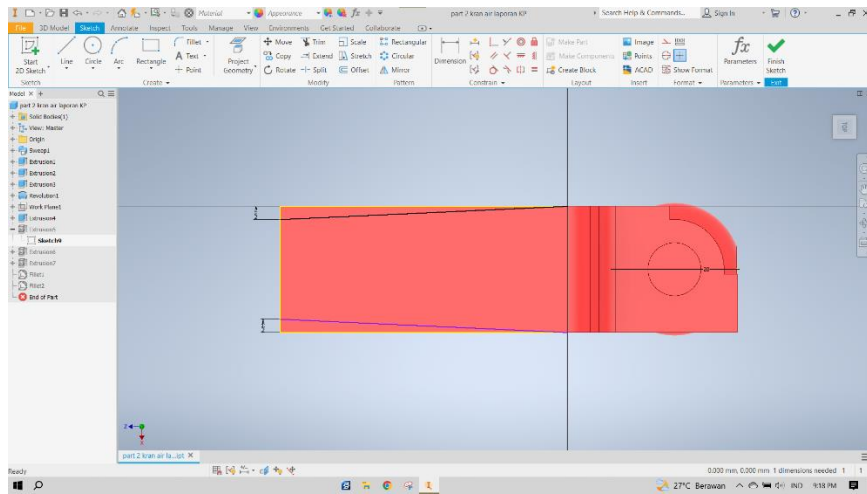 Material
Appearance
part 2 kran air laporan KP
Search Help & Commands...
Sign In
File 3D Model Sketch Annotate Inspect Tools Manage View Environments Get Started Collaborate
Start
2D Sketch
Line
Circle
Arc
Rectangle
Fillet
Text
Point
Project
Geometry
Move
Copy
Rotate
Trim
Extend
Split
Scale
Stretch
Offset
Rectangular
Circular
Mirror
Dimension
Make Part
Make Components
Create Block
Image
Points
ACAD
Show Format
Parameters
Finish
Sketch
Sketch Create Modify Pattern Constrain Layout Insert Format Parameters Exit
Model
part 2 kran air laporan KP
Solid Bodies(1)
View: Master
Origin
Sweep1
Extrusion1
Extrusion2
Extrusion3
Revolution1
Work Plane1
Extrusion4
Extrusion5
Sketch9
Extrusion6
Extrusion7
Fillet1
Fillet2
End of Part
20
Z
X
part 2 kran air la...ipt
Ready
0.000 mm, 0.000 mm 1 dimensions needed 1 1
27°C Berawan
IND
9:18 PM